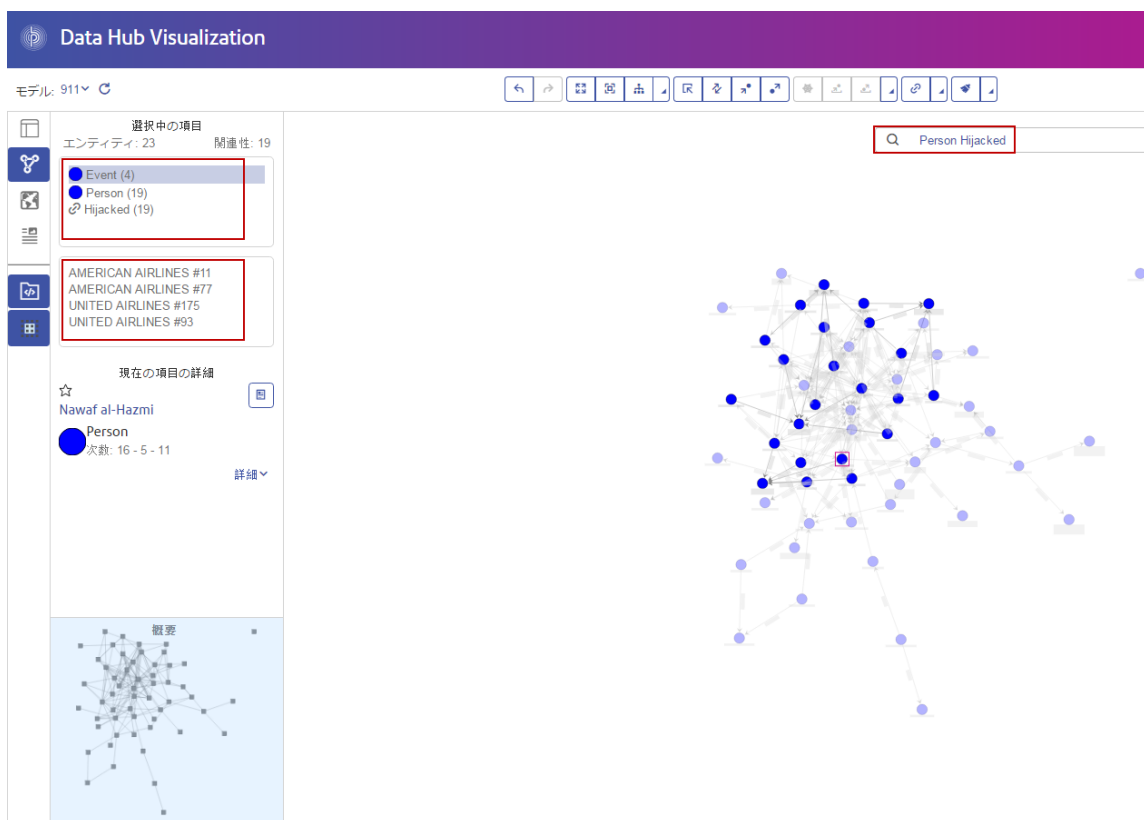 Data Hub Visualization
モデル: 911
選択中の項目
エンティティ: 23 関連性: 19
Event (4)
Person (19)
Hijacked (19)
AMERICAN AIRLINES #11
AMERICAN AIRLINES #77
UNITED AIRLINES #175
UNITED AIRLINES #93
現在の項目の詳細
Nawaf al-Hazmi
Person
次数: 16 - 5 - 11
詳細
概要
Person Hijacked